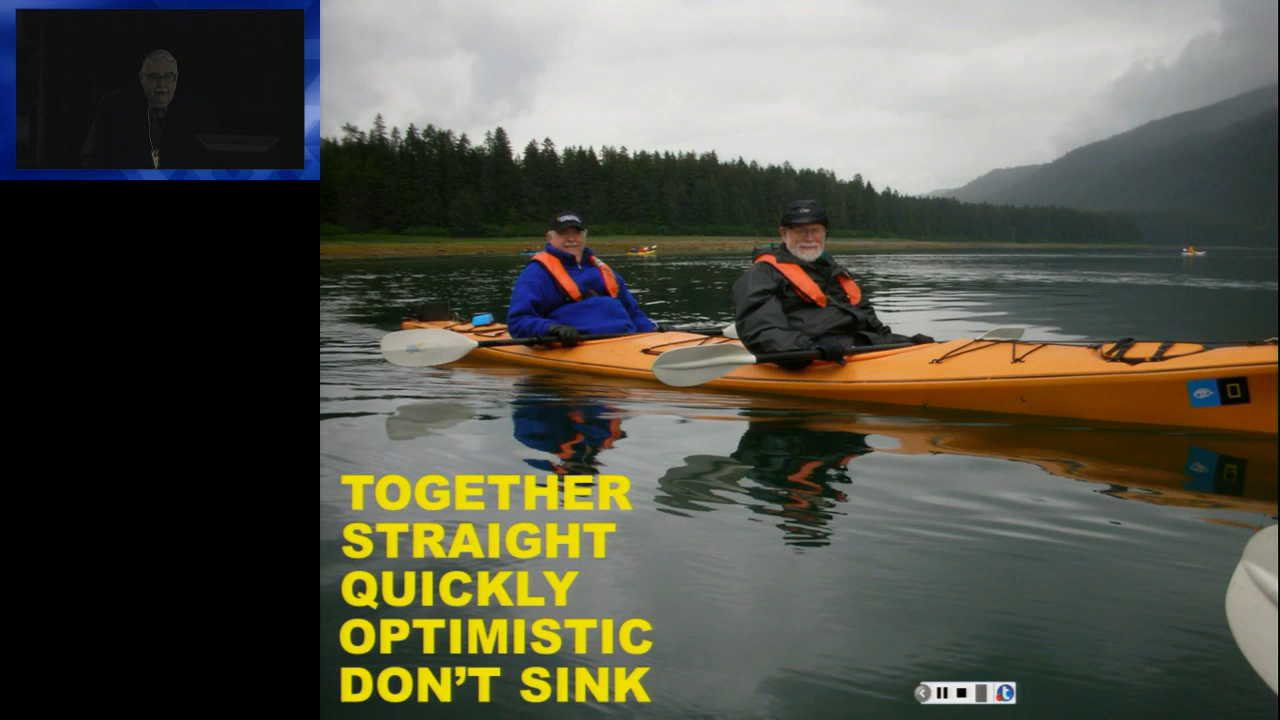 TOGETHER
STRAIGHT
QUICKLY
OPTIMISTIC
DON'T SINK